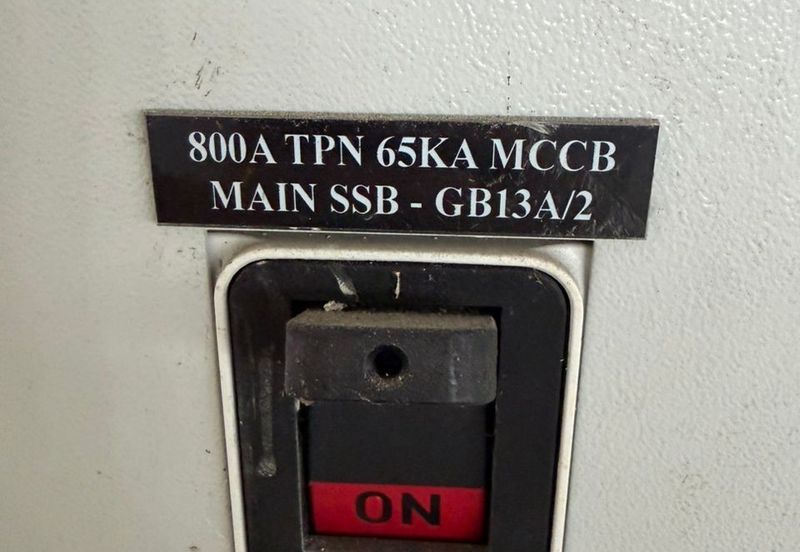 800A TPN 65KA MCCB
MAIN SSB - GB13A/2
ON